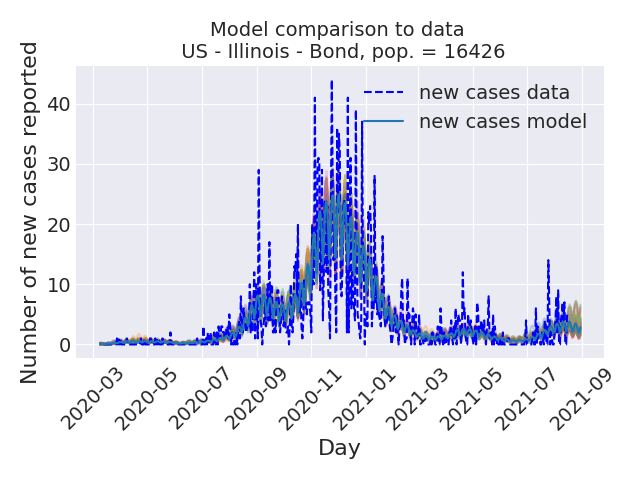 Model comparison to data
US - Illinois - Bond, pop. = 16426
Number of new cases reported
40
30
20
10
0
new cases data
new cases model
2020-03
2020-05
2020-07
2020-09
2020-11
2021-01
2021-03
2021-05
2021-07
2021-09
Day